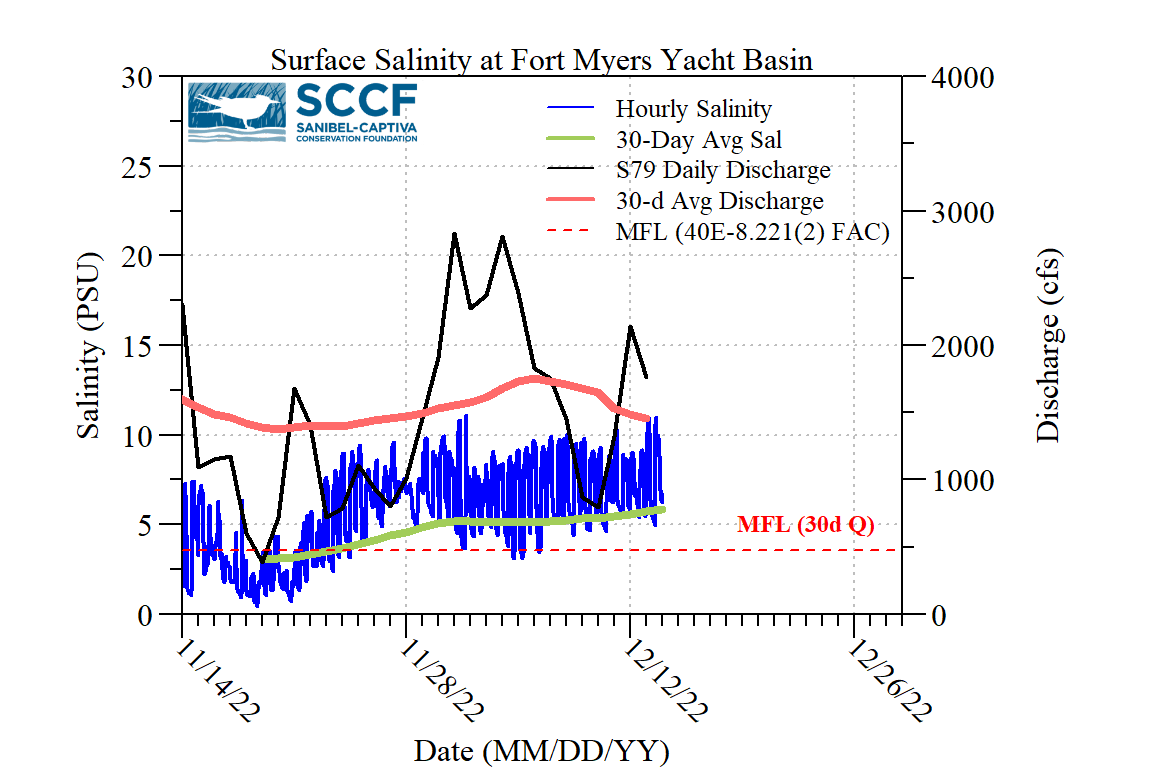 Surface Salinity at Fort Myers Yacht Basin
SCCF
SANIBEL-CAPTIVA
CONSERVATION FOUNDATION
Hourly Salinity
30-Day Avg Sal
S79 Daily Discharge
30-d Avg Discharge
MFL (40E-8.221(2) FAC)
30
25
20
15
10
5
0
Salinity (PSU)
4000
3000
2000
1000
0
Discharge (cfs)
MFL (30d Q)
11/14/22
11/28/22
12/12/22
12/26/22
Date (MM/DD/YY)